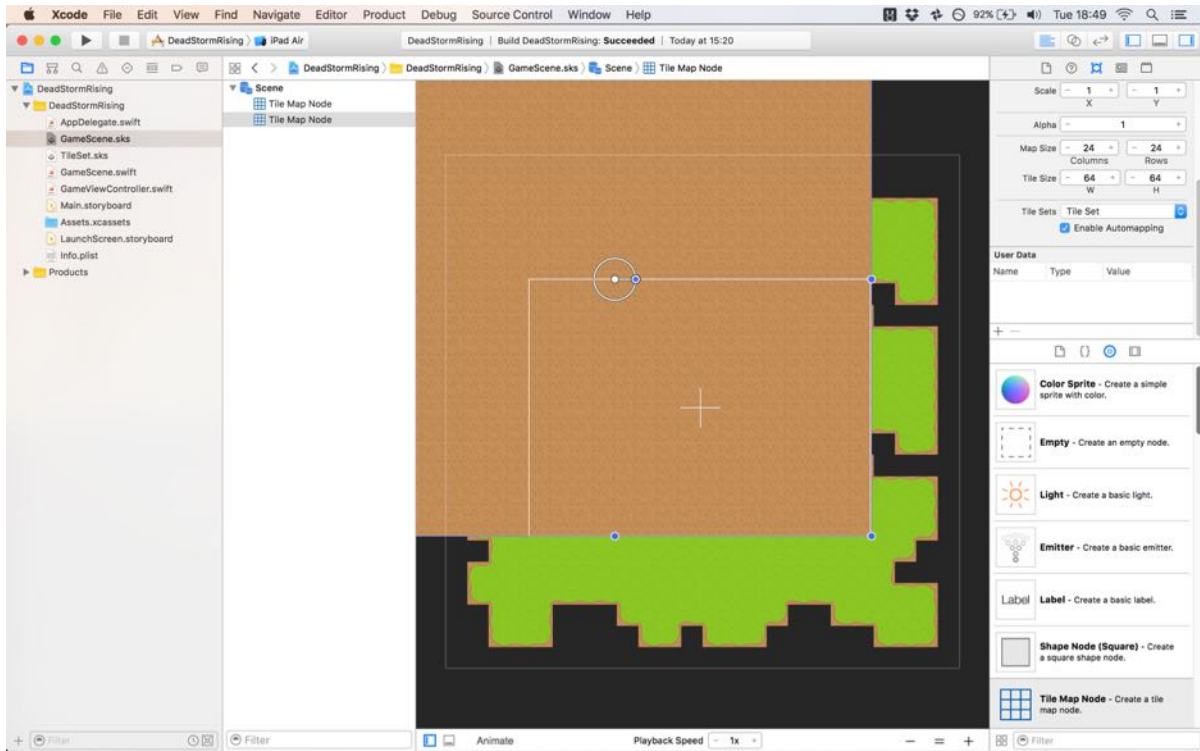 Xcode File Edit View Find Navigate Editor Product Debug Source Control Window Help 92% Tue 18:49
DeadStormRising iPad Air DeadStormRising | Build DeadStormRising: Succeeded | Today at 15:20
DeadStormRising DeadStormRising GameScene.sks Scene Tile Map Node
DeadStormRising
DeadStormRising
AppDelegate.swift
GameScene.sks
TileSet.sks
GameScene.swift
GameViewController.swift
Main.storyboard
Assets.xcassets
LaunchScreen.storyboard
Info.plist
Products
Scene
Tile Map Node
Tile Map Node
Scale - 1 + - 1 +
X Y
Alpha - 1 +
Map Size - 24 + - 24 +
Columns Rows
Tile Size - 64 + - 64 +
W H
Tile Sets Tile Set
Enable Automapping
User Data
Name Type Value
+ -
{}
Color Sprite - Create a simple
sprite with color.
Empty - Create an empty node.
Light - Create a basic light.
Emitter - Create a basic emitter.
Label Label - Create a basic label.
Shape Node (Square) - Create
a square shape node.
Tile Map Node - Create a tile
map node.
+ Filter Filter Animate Playback Speed - 1x + - = + Filter